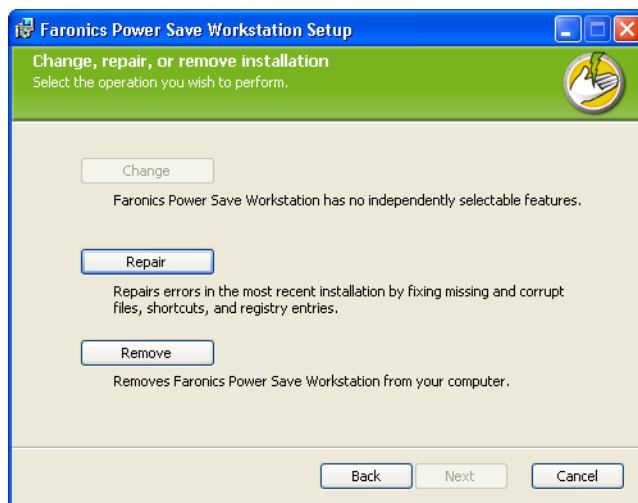 Faronics Power Save Workstation Setup
Change, repair, or remove installation
Select the operation you wish to perform.
Change
Faronics Power Save Workstation has no independently selectable features.
Repair
Repairs errors in the most recent installation by fixing missing and corrupt
files, shortcuts, and registry entries.
Remove
Removes Faronics Power Save Workstation from your computer.
Back Next Cancel